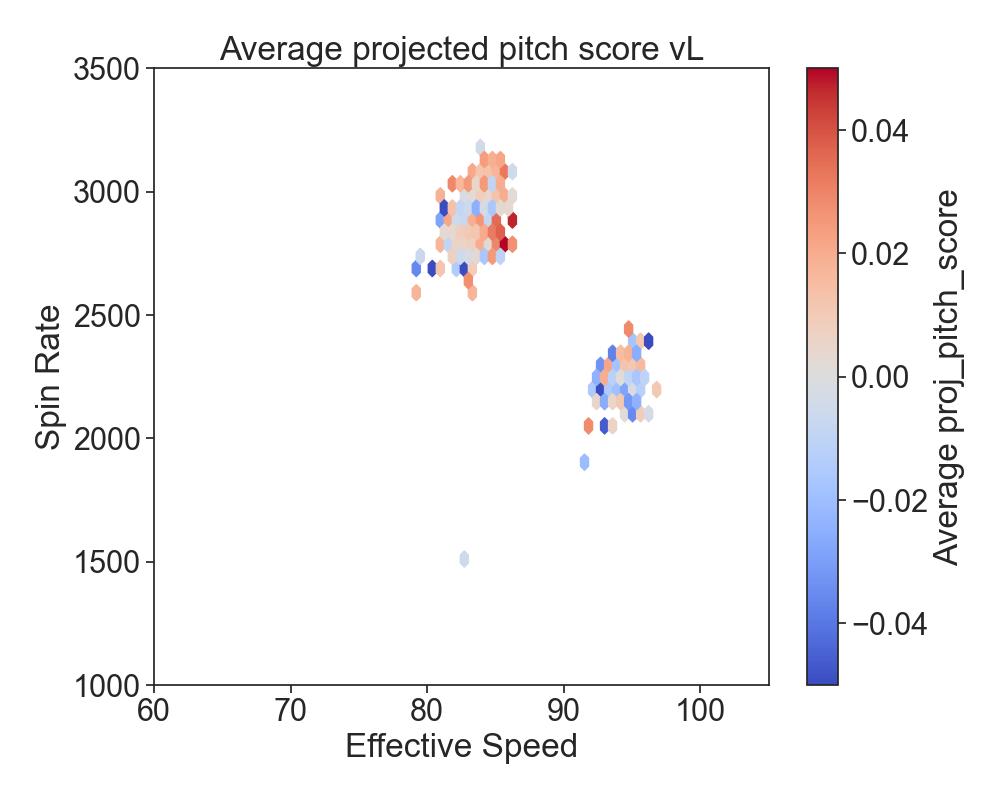 Average projected pitch score vL
3500
3000
2500
2000
1500
1000
Spin Rate
60 70 80 90 100
Effective Speed
0.04
0.02
0.00
−0.02
−0.04
Average proj_pitch_score